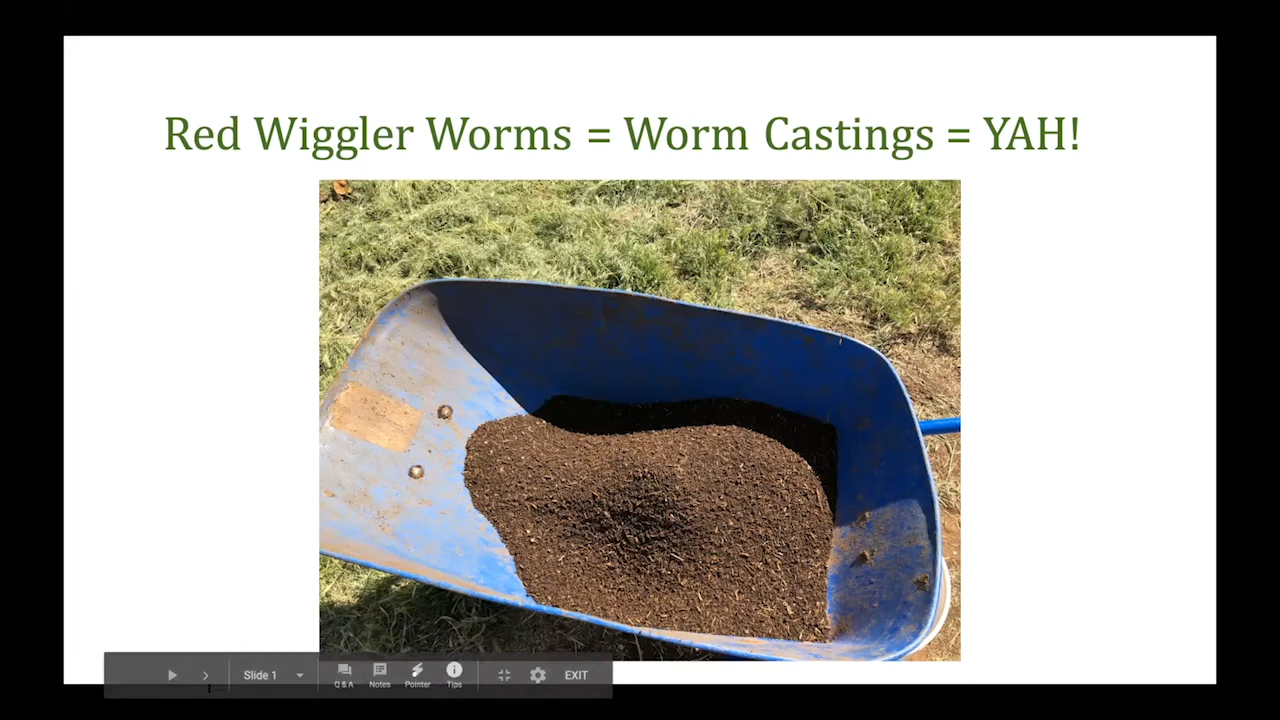 Red Wiggler Worms = Worm Castings = YAH!
Slide 1
Q & A
Notes
Pointer
Tips
EXIT